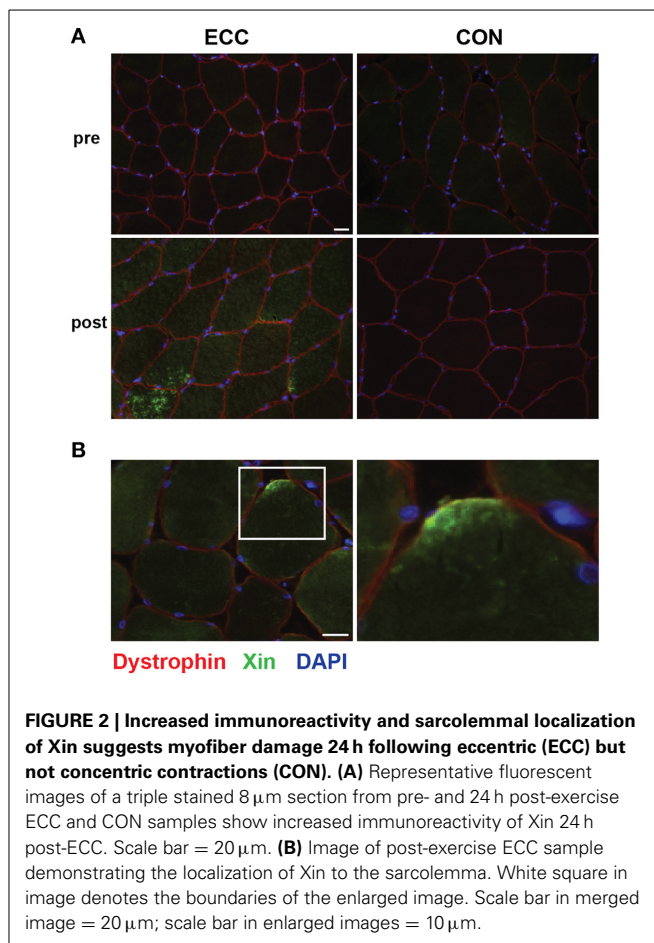 A
ECC CON
pre
post
B
Dystrophin Xin DAPI
FIGURE 2 | Increased immunoreactivity and sarcolemmal localization
of Xin suggests myofiber damage 24 h following eccentric (ECC) but
not concentric contractions (CON). (A) Representative fluorescent
images of a triple stained 8 μm section from pre- and 24 h post-exercise
ECC and CON samples show increased immunoreactivity of Xin 24 h
post-ECC. Scale bar = 20 μm. (B) Image of post-exercise ECC sample
demonstrating the localization of Xin to the sarcolemma. White square in
image denotes the boundaries of the enlarged image. Scale bar in merged
image = 20 μm; scale bar in enlarged images = 10 μm.